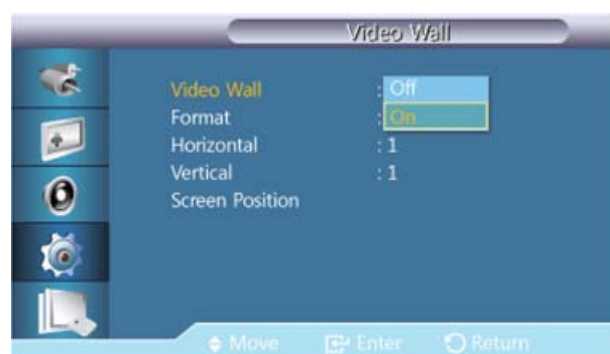 Video Wall
Video Wall : Off
Format : On
Horizontal : 1
Vertical : 1
Screen Position
Move Enter Return